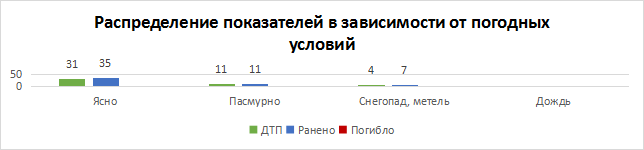 Распределение показателей в зависимости от погодных
условий
31 35 11 11 4 7
50
0
Ясно Пасмурно Снегопад, метель Дождь
ДТП Ранено Погибло